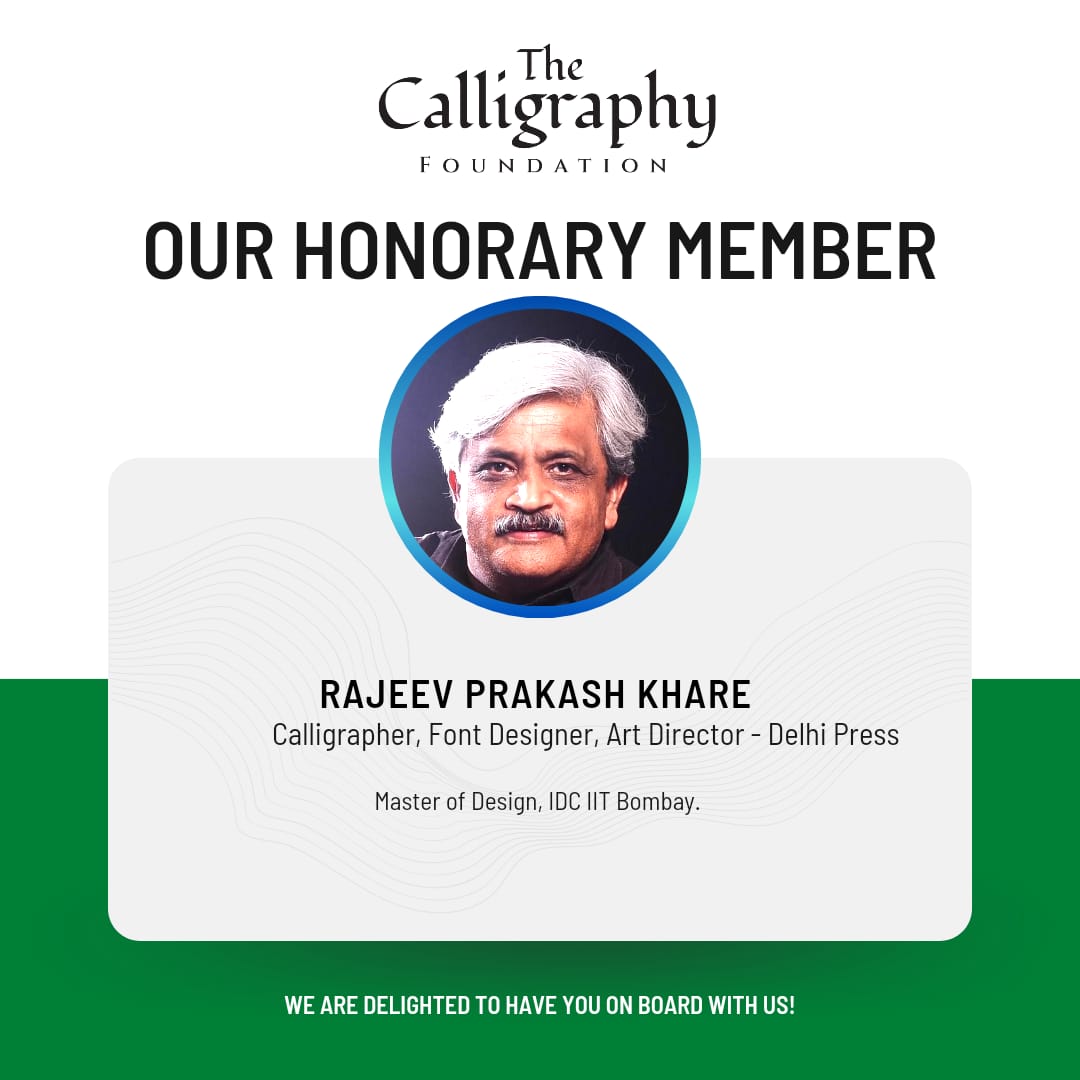 The
Calligraphy
FOUNDATION
OUR HONORARY MEMBER
RAJEEV PRAKASH KHARE
Calligrapher, Font Designer, Art Director - Delhi Press
Master of Design, IDC IIT Bombay.
WE ARE DELIGHTED TO HAVE YOU ON BOARD WITH US!